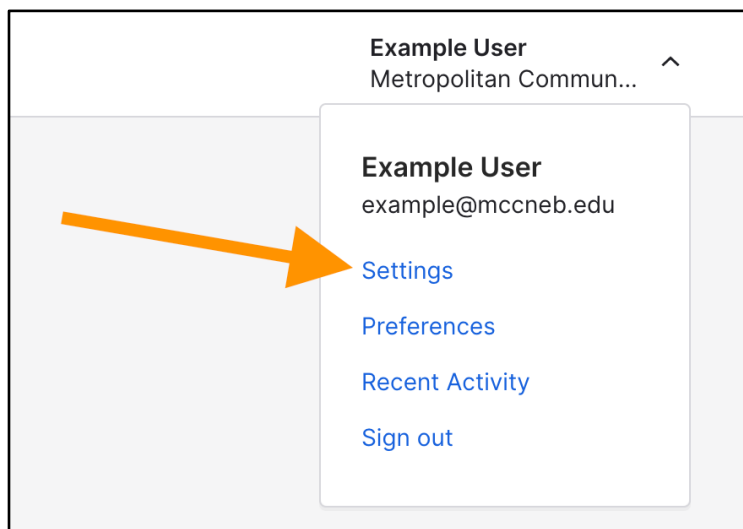 Example User
Metropolitan Commun...
Example User
example@mccneb.edu
Settings
Preferences
Recent Activity
Sign out